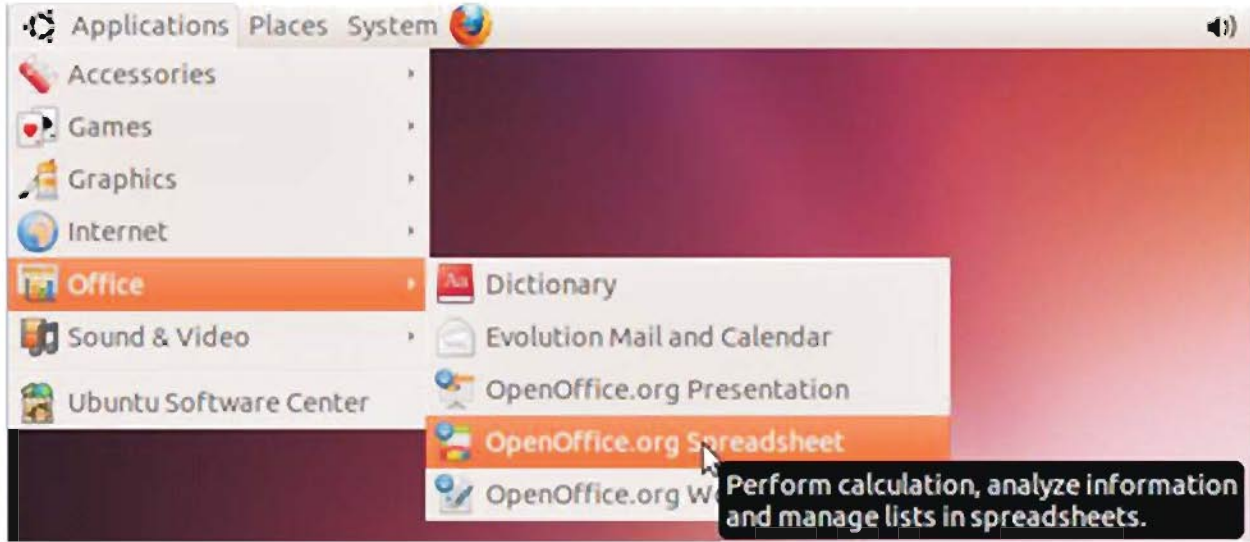 Applications Places System
Accessories
Games
Graphics
Internet
Office
Sound & Video
Ubuntu Software Center
Aa Dictionary
Evolution Mail and Calendar
OpenOffice.org Presentation
OpenOffice.org Spreadsheet
OpenOffice.org
Perform calculation, analyze information
and manage lists in spreadsheets.